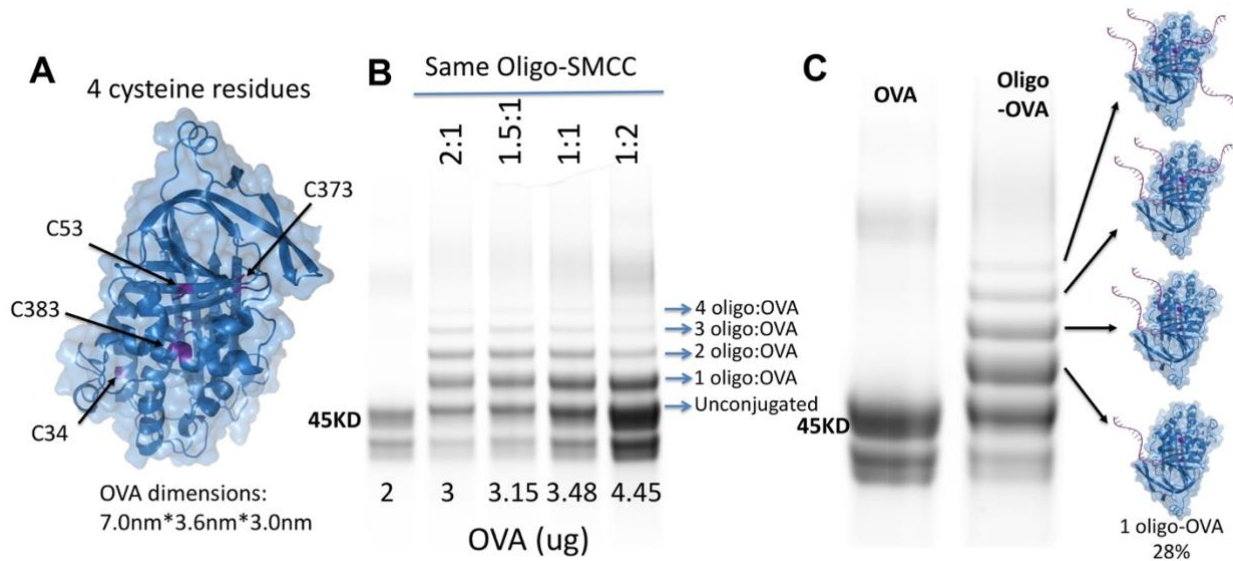 A
4 cysteine residues
C373
C53
C383
C34
OVA dimensions:
7.0nm*3.6nm*3.0nm
B
Same Oligo-SMCC
2:1
1.5:1
1:1
1:2
4 oligo:OVA
3 oligo:OVA
2 oligo:OVA
1 oligo:OVA
Unconjugated
45KD
2 3 3.15 3.48 4.45
OVA (ug)
C
OVA
Oligo
-OVA
45KD
1 oligo-OVA
28%